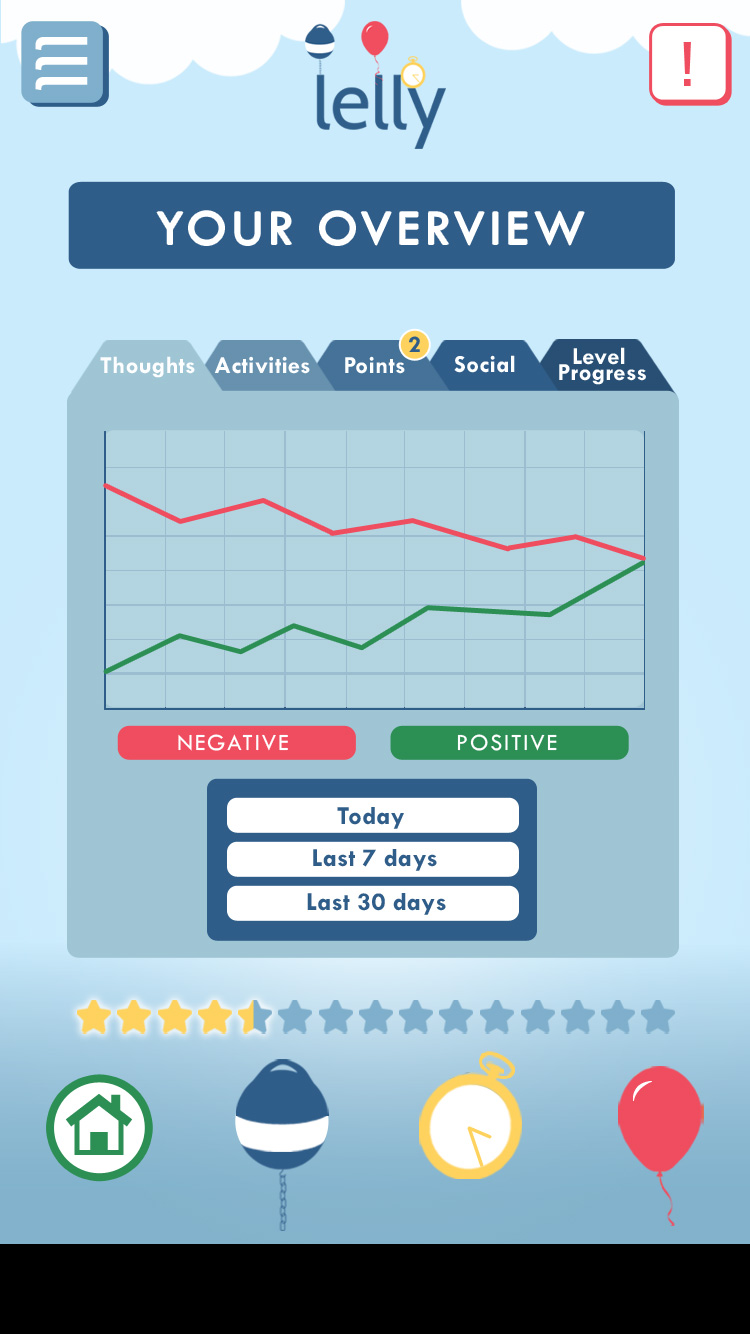 lelly
!
YOUR OVERVIEW
Thoughts
Activities
Points
2
Social
Level
Progress
NEGATIVE
POSITIVE
Today
Last 7 days
Last 30 days